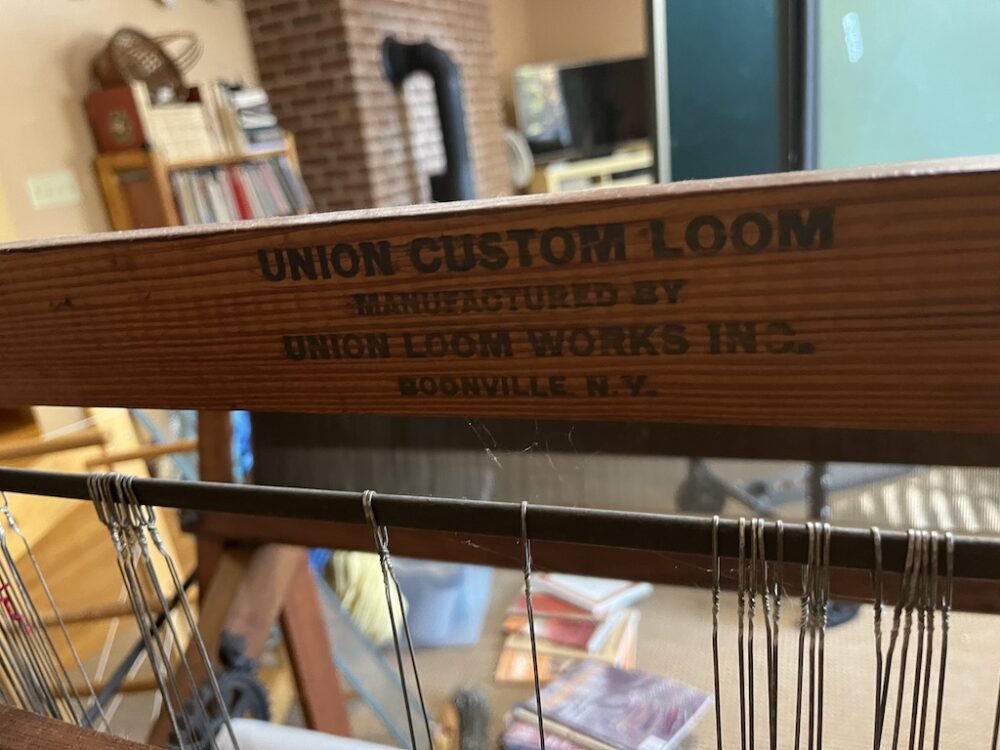 UNION CUSTOM LOOM
MANUFACTURED BY
UNION LOOM WORKS INC.
BOONVILLE, N.Y.